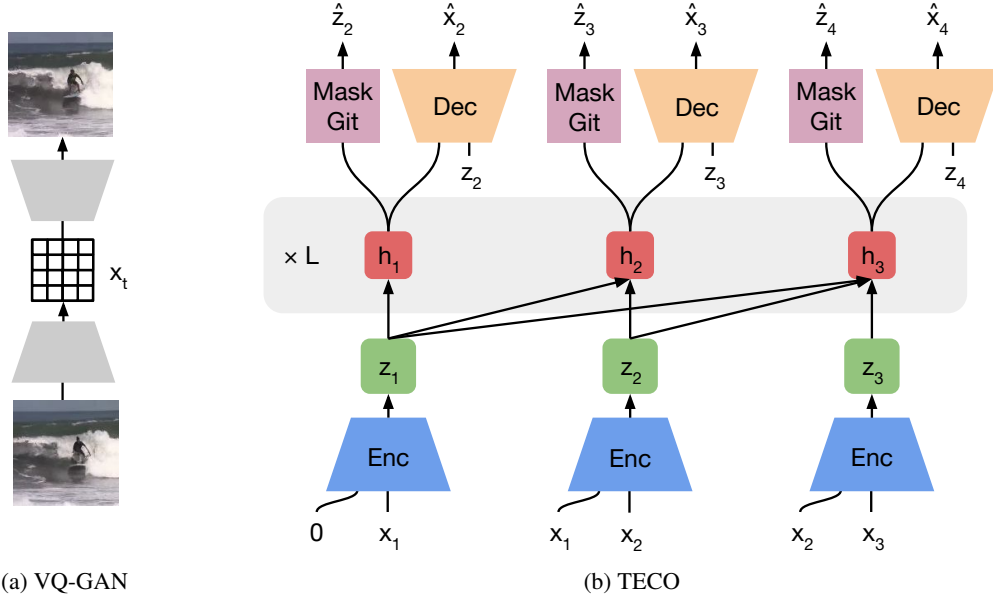 ẑ₂ x̂₂ ẑ₃ x̂₃ ẑ₄ x̂₄
Mask Git Dec Mask Git Dec Mask Git Dec
z₂ z₃ z₄
× L h₁ h₂ h₃
xₜ
z₁ z₂ z₃
Enc Enc Enc
0 x₁ x₁ x₂ x₂ x₃
(a) VQ-GAN (b) TECO